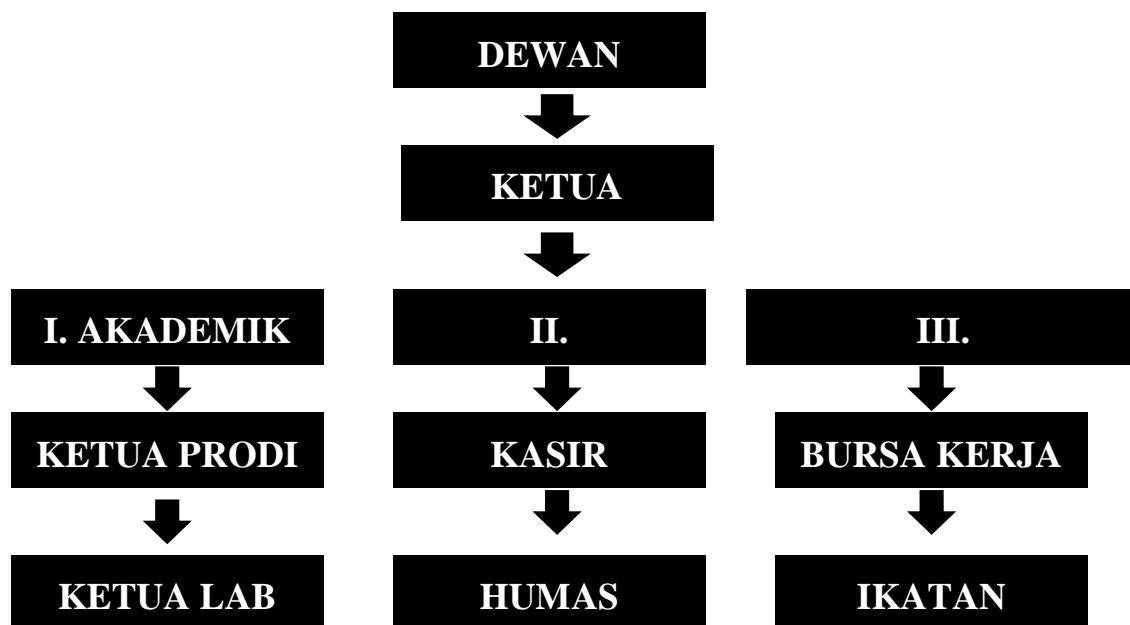 DEWAN
KETUA
I. AKADEMIK
II.
III.
KETUA PRODI
KASIR
BURSA KERJA
KETUA LAB
HUMAS
IKATAN